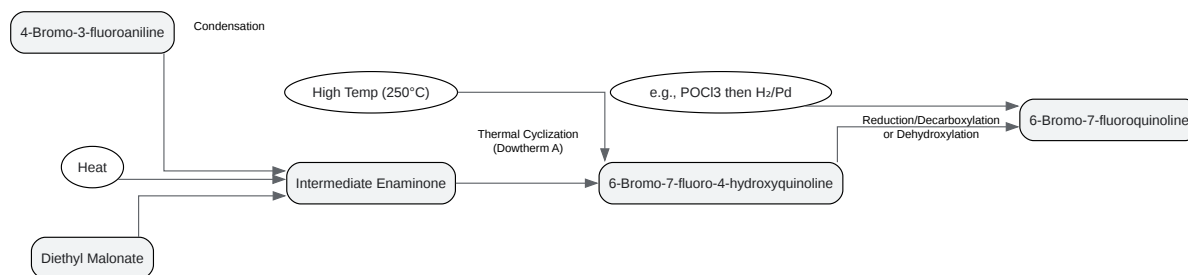 4-Bromo-3-fluoroaniline
Condensation
High Temp (250°C)
e.g., POCl3 then H₂/Pd
Thermal Cyclization
(Dowtherm A)
Reduction/Decarboxylation
or Dehydroxylation
6-Bromo-7-fluoroquinoline
Heat
Intermediate Enaminone
6-Bromo-7-fluoro-4-hydroxyquinoline
Diethyl Malonate